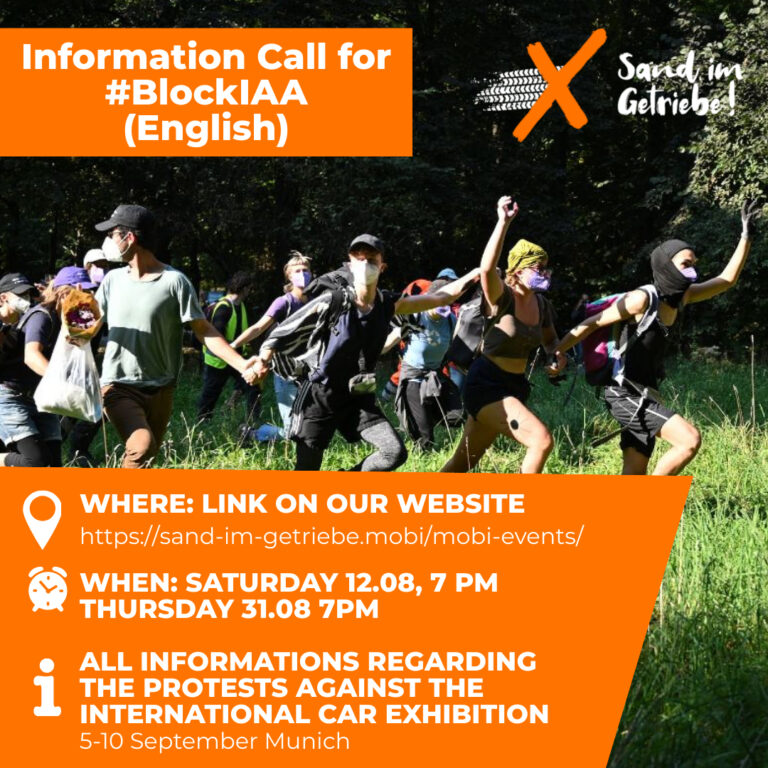 Information Call for
#BlockIAA
(English)
Sand im
Getriebe!
WHERE: LINK ON OUR WEBSITE
https://sand-im-getriebe.mobi/mobi-events/
WHEN: SATURDAY 12.08, 7 PM
THURSDAY 31.08 7PM
ALL INFORMATIONS REGARDING
THE PROTESTS AGAINST THE
INTERNATIONAL CAR EXHIBITION
5-10 September Munich